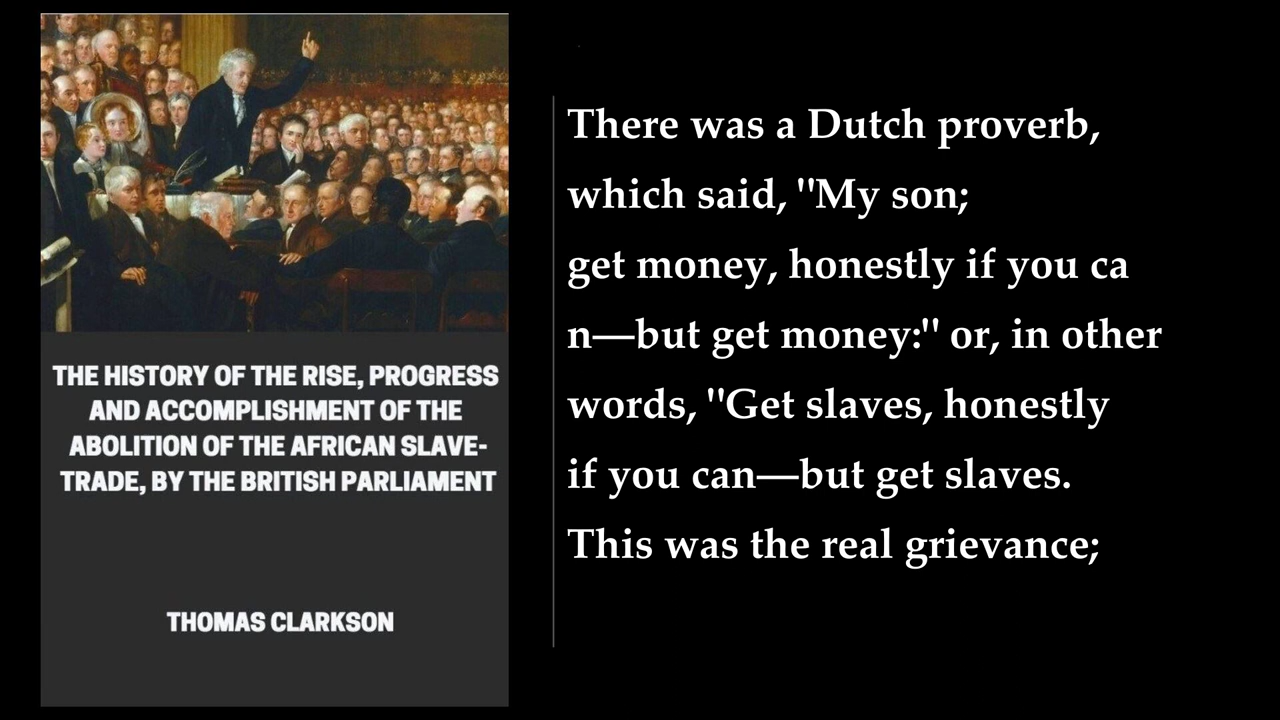 THE HISTORY OF THE RISE, PROGRESS
AND ACCOMPLISHMENT OF THE
ABOLITION OF THE AFRICAN SLAVE-
TRADE, BY THE BRITISH PARLIAMENT
THOMAS CLARKSON
There was a Dutch proverb,
which said, "My son;
get money, honestly if you ca
n—but get money:" or, in other
words, "Get slaves, honestly
if you can—but get slaves.
This was the real grievance;